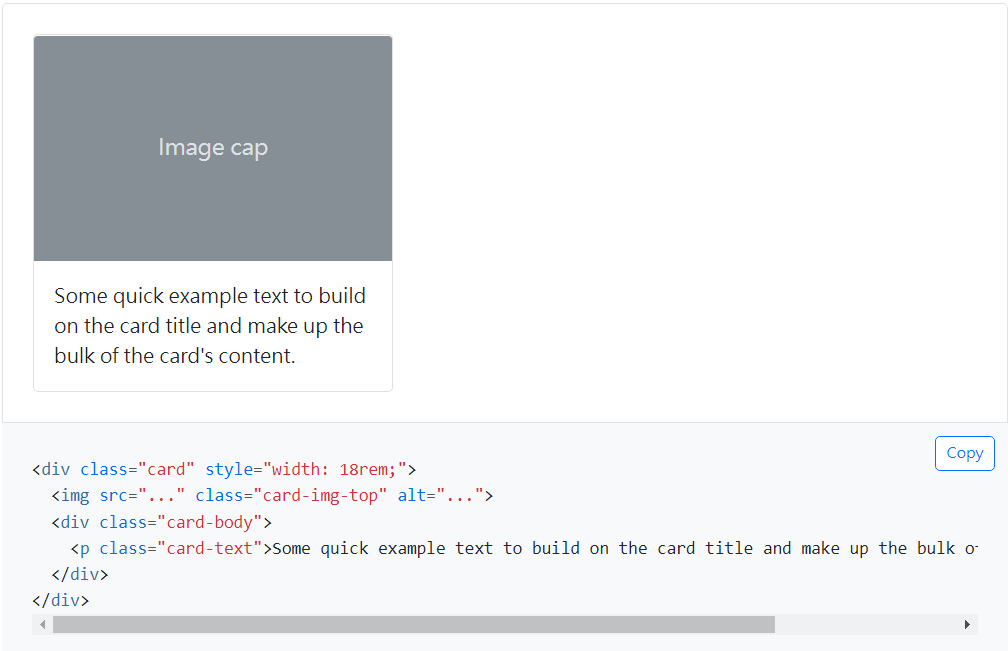 Image cap
Some quick example text to build
on the card title and make up the
bulk of the card's content.
Copy
<div class="card" style="width: 18rem;">
  <img src="..." class="card-img-top" alt="...">
  <div class="card-body">
    <p class="card-text">Some quick example text to build on the card title and make up the bulk
  </div>
</div>